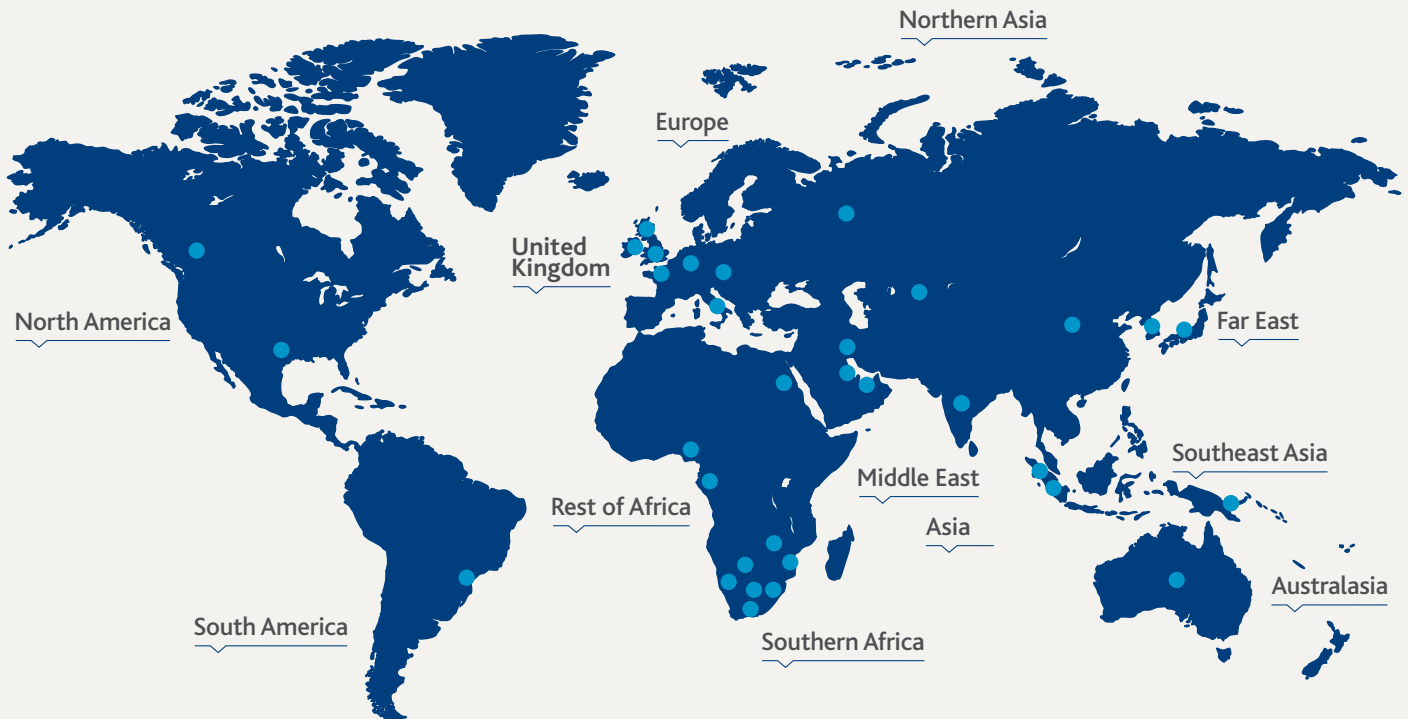 Northern Asia
Europe
United
Kingdom
North America
Far East
Southeast Asia
Middle East
Rest of Africa
Asia
Australasia
South America
Southern Africa